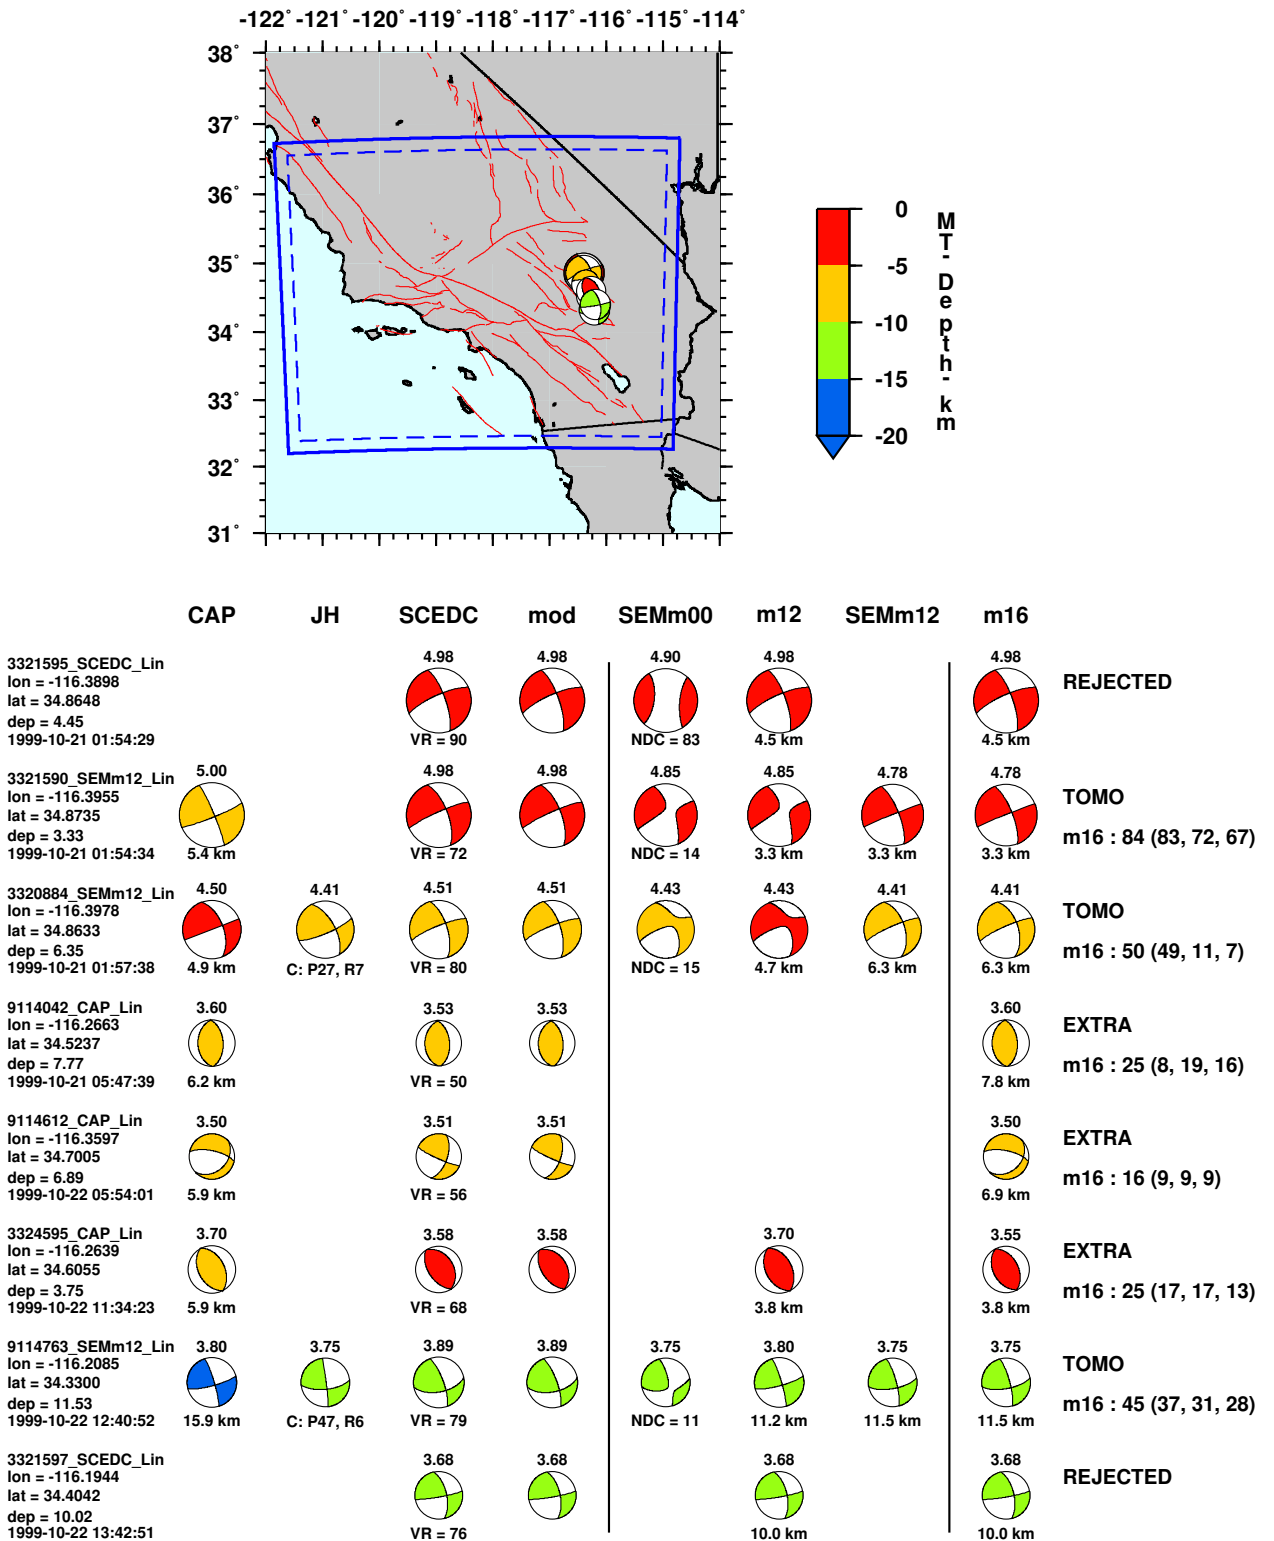 -122° -121° -120° -119° -118° -117° -116° -115° -114°
38°
37°
36°
35°
34°
33°
32°
31°
0
-5
-10
-15
-20
MT-Depth-km
CAP JH SCEDC mod SEMm00 m12 SEMm12 m16
3321595_SCEDC_Lin
lon = -116.3898
lat = 34.8648
dep = 4.45
1999-10-21 01:54:29
4.98 4.98 4.90 4.98 4.98
VR = 90 NDC = 83 4.5 km 4.5 km
REJECTED
3321590_SEMm12_Lin
lon = -116.3955
lat = 34.8735
dep = 3.33
1999-10-21 01:54:34
5.00 4.98 4.98 4.85 4.85 4.78 4.78
5.4 km VR = 72 NDC = 14 3.3 km 3.3 km 3.3 km
TOMO
m16 : 84 (83, 72, 67)
3320884_SEMm12_Lin
lon = -116.3978
lat = 34.8633
dep = 6.35
1999-10-21 01:57:38
4.50 4.41 4.51 4.51 4.43 4.43 4.41 4.41
4.9 km C: P27, R7 VR = 80 NDC = 15 4.7 km 6.3 km 6.3 km
TOMO
m16 : 50 (49, 11, 7)
9114042_CAP_Lin
lon = -116.2663
lat = 34.5237
dep = 7.77
1999-10-21 05:47:39
3.60 3.53 3.53 3.60
6.2 km VR = 50 7.8 km
EXTRA
m16 : 25 (8, 19, 16)
9114612_CAP_Lin
lon = -116.3597
lat = 34.7005
dep = 6.89
1999-10-22 05:54:01
3.50 3.51 3.51 3.50
5.9 km VR = 56 6.9 km
EXTRA
m16 : 16 (9, 9, 9)
3324595_CAP_Lin
lon = -116.2639
lat = 34.6055
dep = 3.75
1999-10-22 11:34:23
3.70 3.58 3.58 3.70 3.55
5.9 km VR = 68 3.8 km 3.8 km
EXTRA
m16 : 25 (17, 17, 13)
9114763_SEMm12_Lin
lon = -116.2085
lat = 34.3300
dep = 11.53
1999-10-22 12:40:52
3.80 3.75 3.89 3.89 3.75 3.80 3.75 3.75
15.9 km C: P47, R6 VR = 79 NDC = 11 11.2 km 11.5 km 11.5 km
TOMO
m16 : 45 (37, 31, 28)
3321597_SCEDC_Lin
lon = -116.1944
lat = 34.4042
dep = 10.02
1999-10-22 13:42:51
3.68 3.68 3.68 3.68
VR = 76 10.0 km 10.0 km
REJECTED